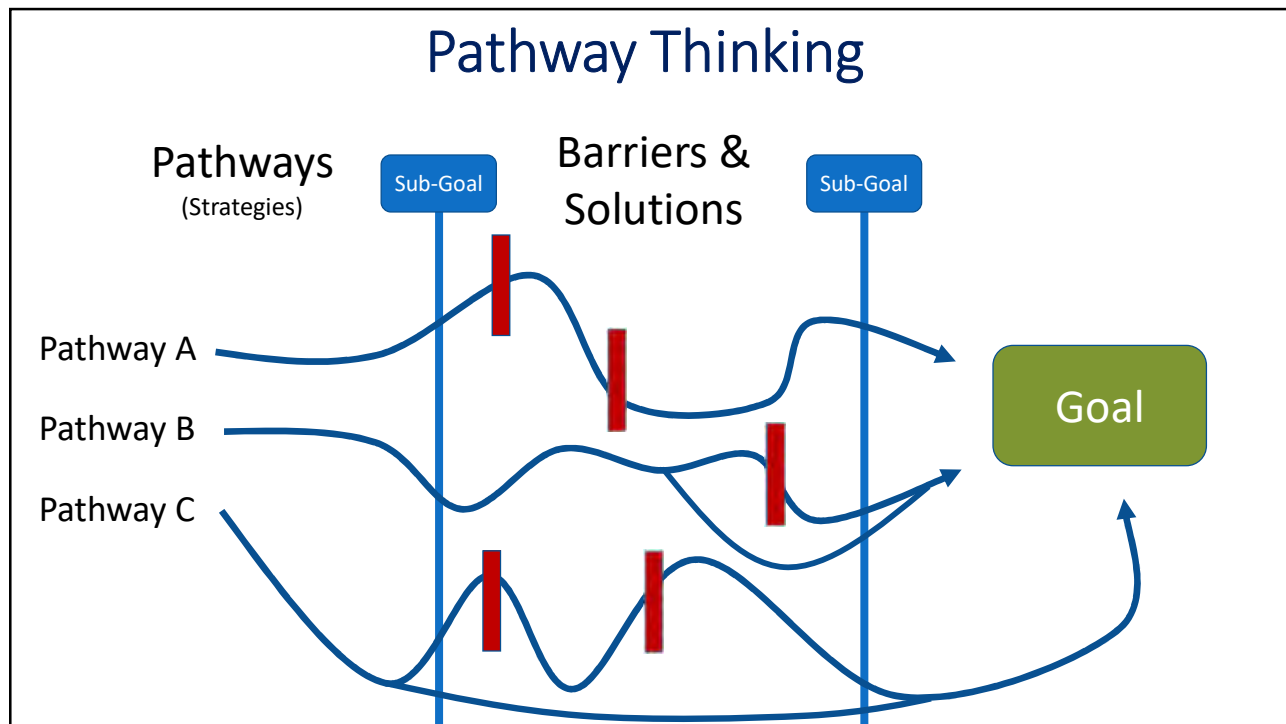 Pathway Thinking
Pathways
(Strategies)
Sub-Goal
Barriers &
Solutions
Sub-Goal
Pathway A
Pathway B
Pathway C
Goal